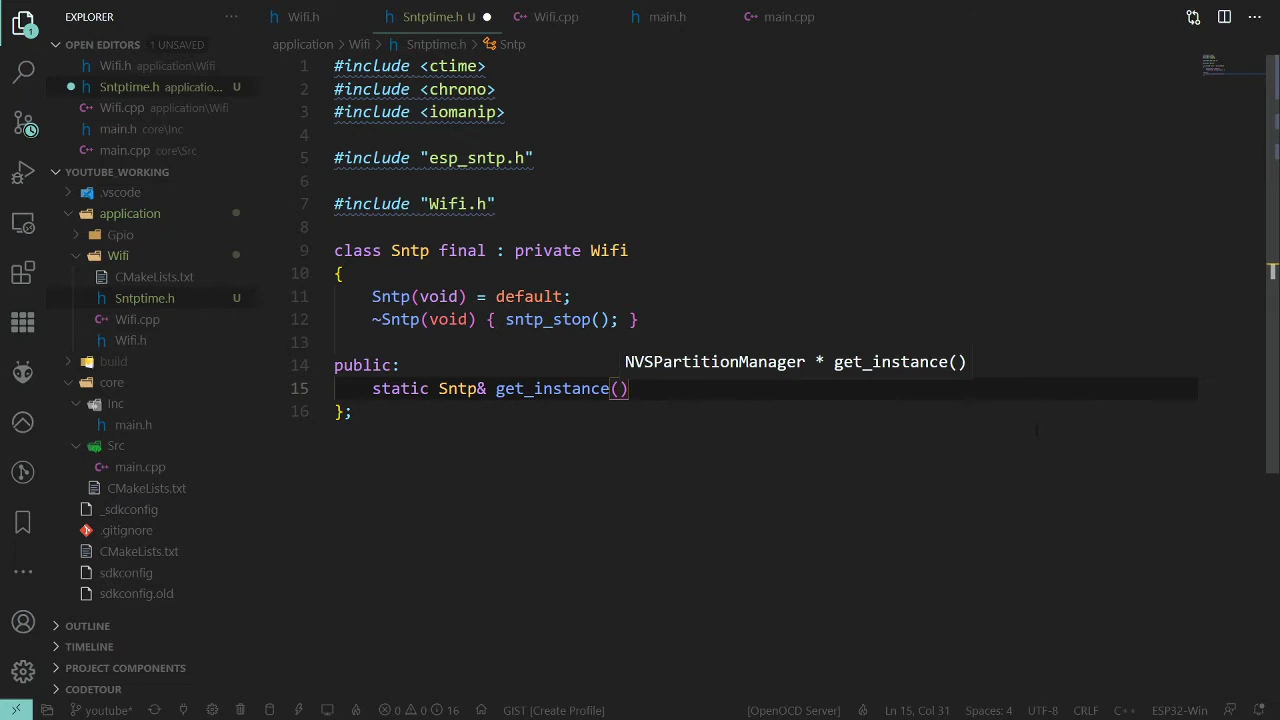 EXPLORER
OPEN EDITORS 1 UNSAVED
Wifi.h application\Wifi
Sntptime.h applicatio... U
Wifi.cpp application\Wifi
main.h core\Inc
main.cpp core\Src
YOUTUBE_WORKING
.vscode
application
Gpio
Wifi
CMakeLists.txt
Sntptime.h U
Wifi.cpp
Wifi.h
build
core
Inc
main.h
Src
main.cpp
CMakeLists.txt
_sdkconfig
.gitignore
CMakeLists.txt
sdkconfig
sdkconfig.old
OUTLINE
TIMELINE
PROJECT COMPONENTS
CODETOUR
1
Wifi.h Sntptime.h U Wifi.cpp main.h main.cpp
application > Wifi > Sntptime.h > Sntp
1 #include <ctime>
2 #include <chrono>
3 #include <iomanip>
4
5 #include "esp_sntp.h"
6
7 #include "Wifi.h"
8
9 class Sntp final : private Wifi
10 {
11 Sntp(void) = default;
12 ~Sntp(void) { sntp_stop(); }
13
14 public:
NVSPartitionManager * get_instance()
15 static Sntp& get_instance()
16 };
youtube* 0 0 16 GIST [Create Profile] [OpenOCD Server] Ln 15, Col 31 Spaces: 4 UTF-8 CRLF C++ ESP32-Win